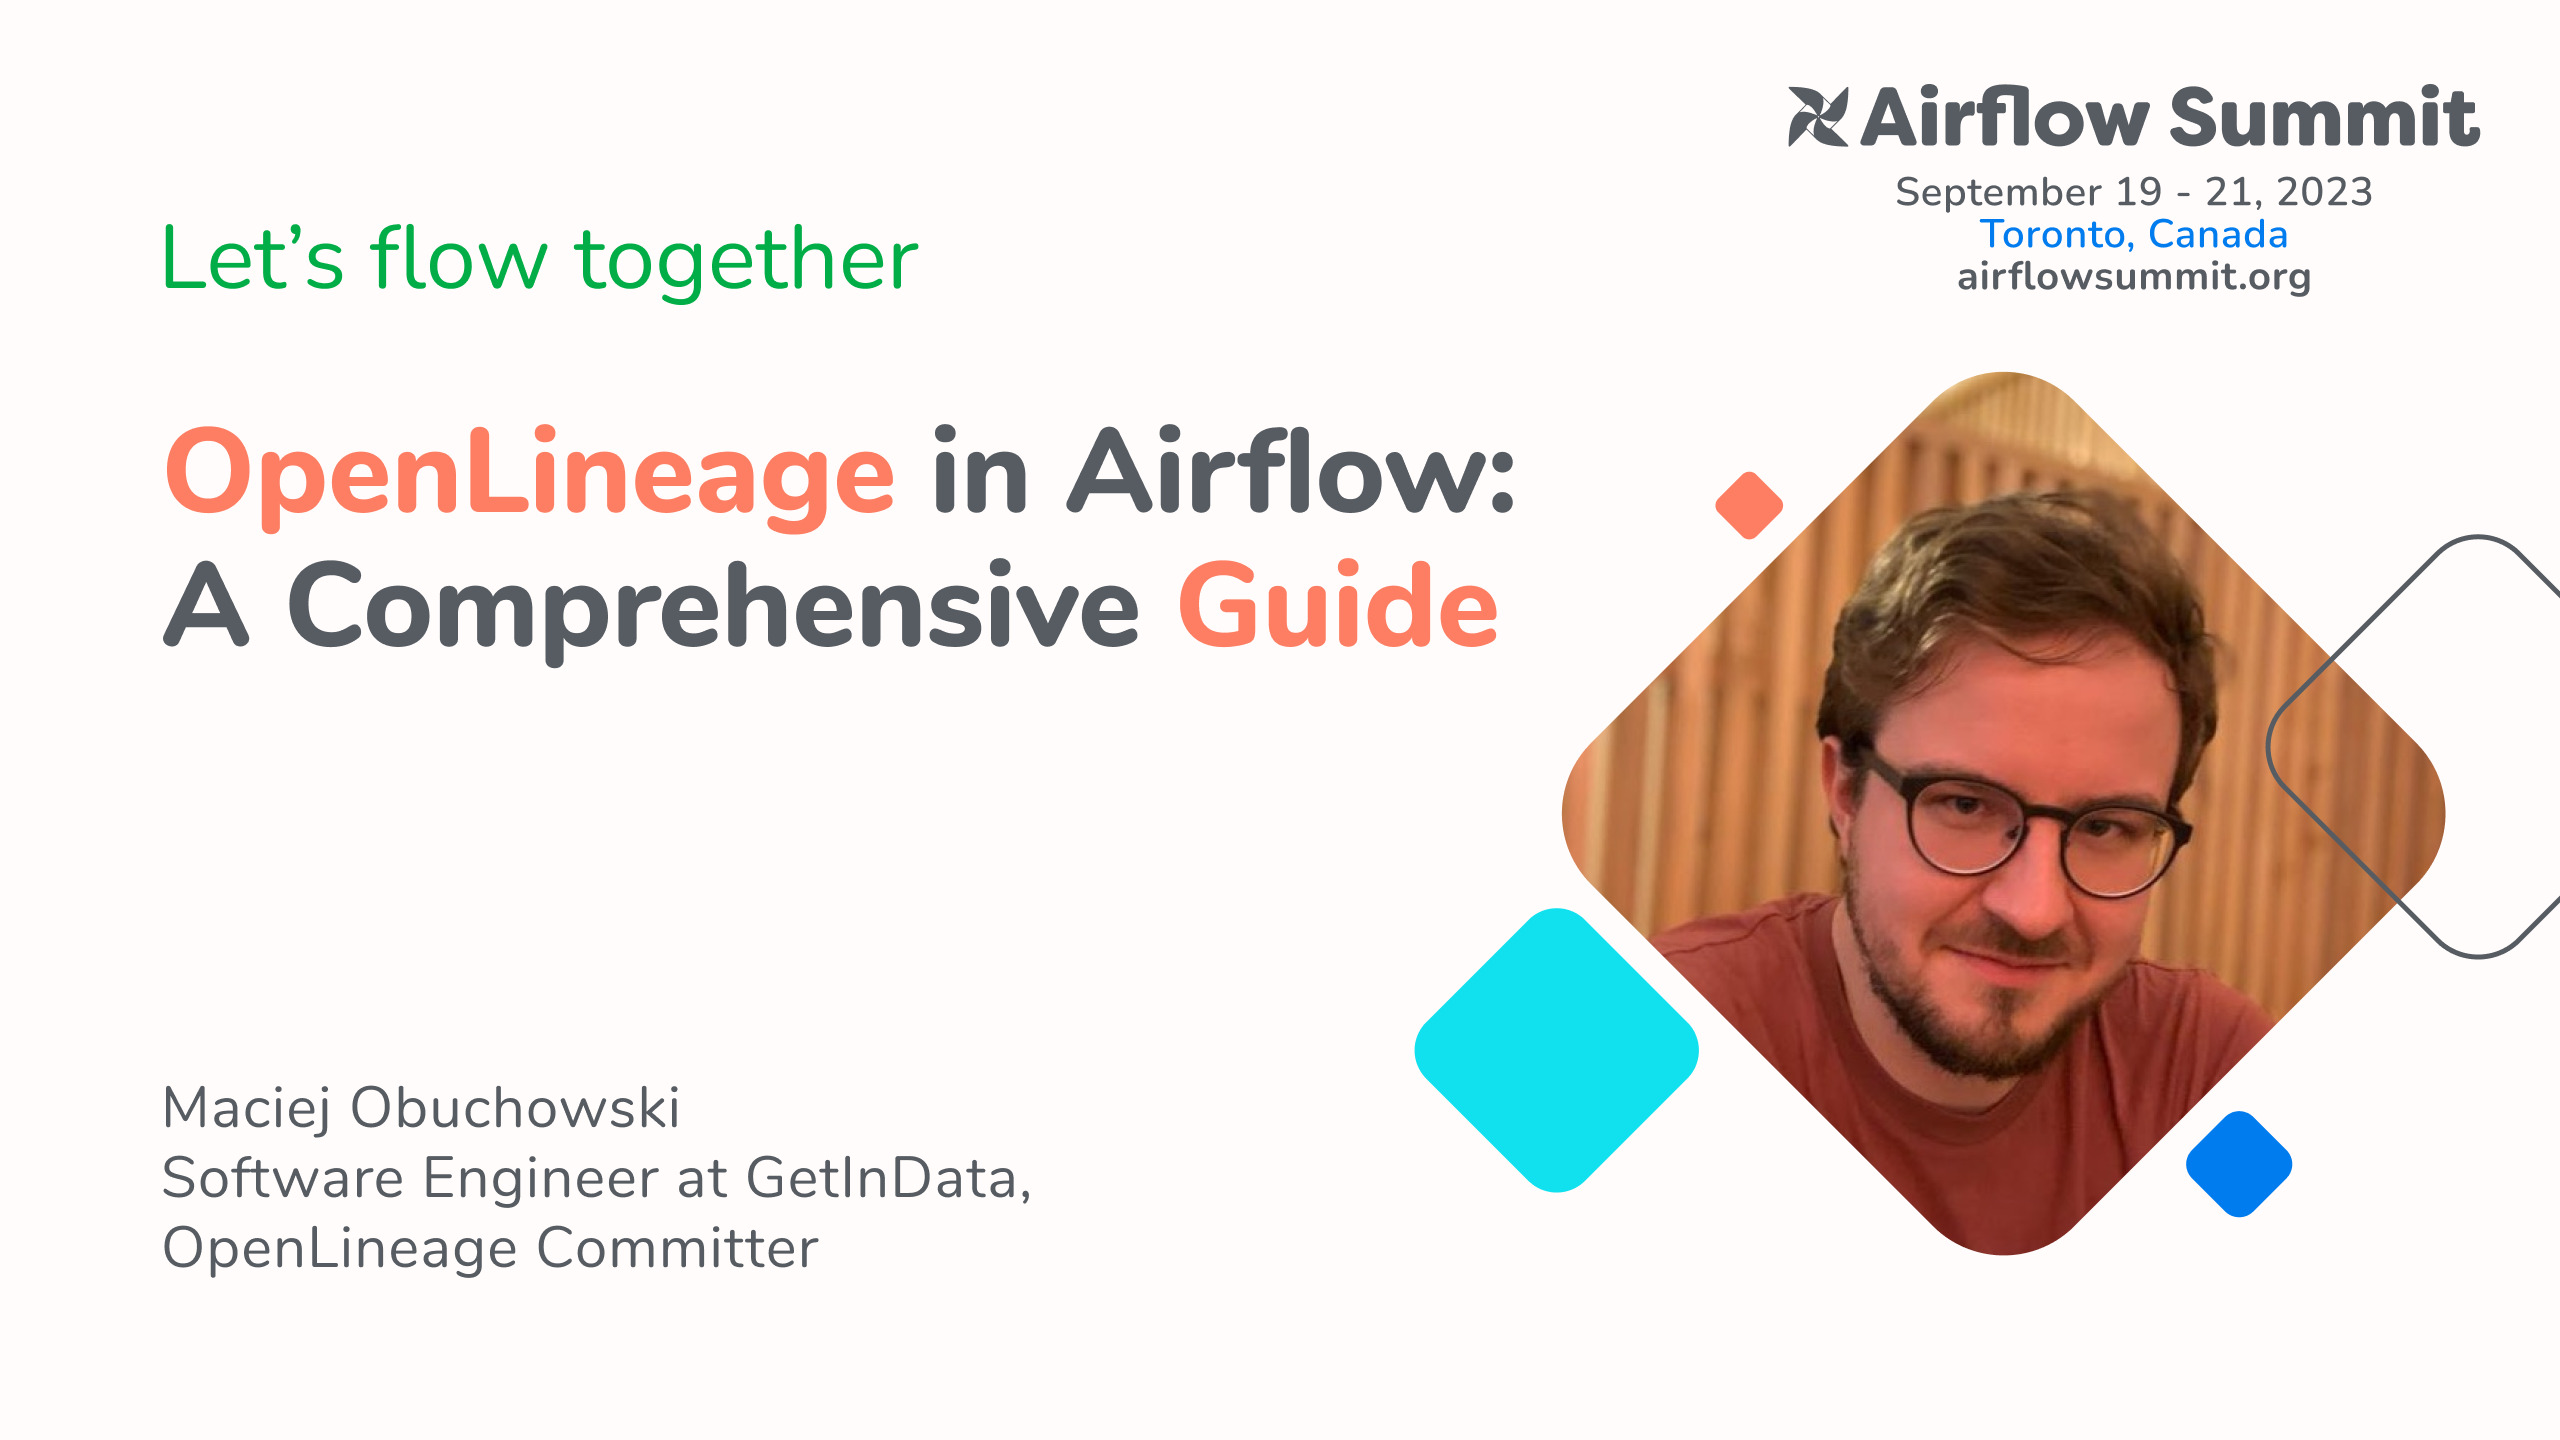 Airflow Summit
September 19 - 21, 2023
Toronto, Canada
airflowsummit.org
Let’s flow together
OpenLineage in Airflow:
A Comprehensive Guide
Maciej Obuchowski
Software Engineer at GetInData,
OpenLineage Committer